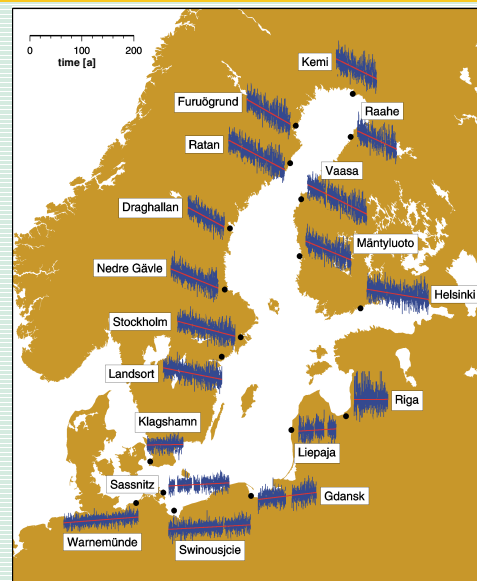 0 100 200
time [a]
Kemi
Furuögrund
Raahe
Ratan
Vaasa
Draghallan
Mäntyluoto
Nedre Gävle
Helsinki
Stockholm
Landsort
Riga
Klagshamn
Liepaja
Sassnitz
Gdansk
Warnemünde
Swinousjcie